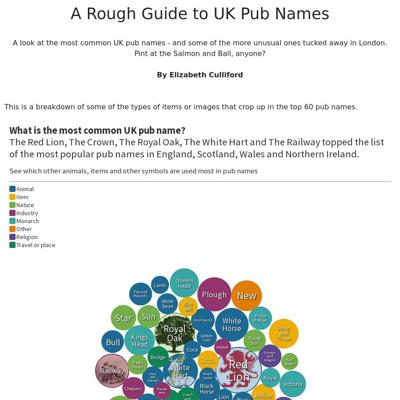 A Rough Guide to UK Pub Names
A look at the most common UK pub names - and some of the more unusual ones tucked away in London.
Pint at the Salmon and Ball, anyone?
By Elizabeth Culliford
This is a breakdown of some of the types of items or images that crop up in the top 60 pub names.
What is the most common UK pub name?
The Red Lion, The Crown, The Royal Oak, The White Hart and The Railway topped the
list of the most popular pub names in England, Scotland, Wales and Northern Ireland.
See which other animals, items and other symbols are used most in pub names
Animal
Item
Nature
Industry
Monarch
Other
Religion
Travel or place
Queens
Head
Lamb
White
Swan
Plough
New
Star
Sun
Royal
Oak
White
Horse
Bull
Kings
Head
Cock
Bridge
Railway
White
Hart
Red
Lion
Royal
Victoria
Black
Horse
Lion
Anchor